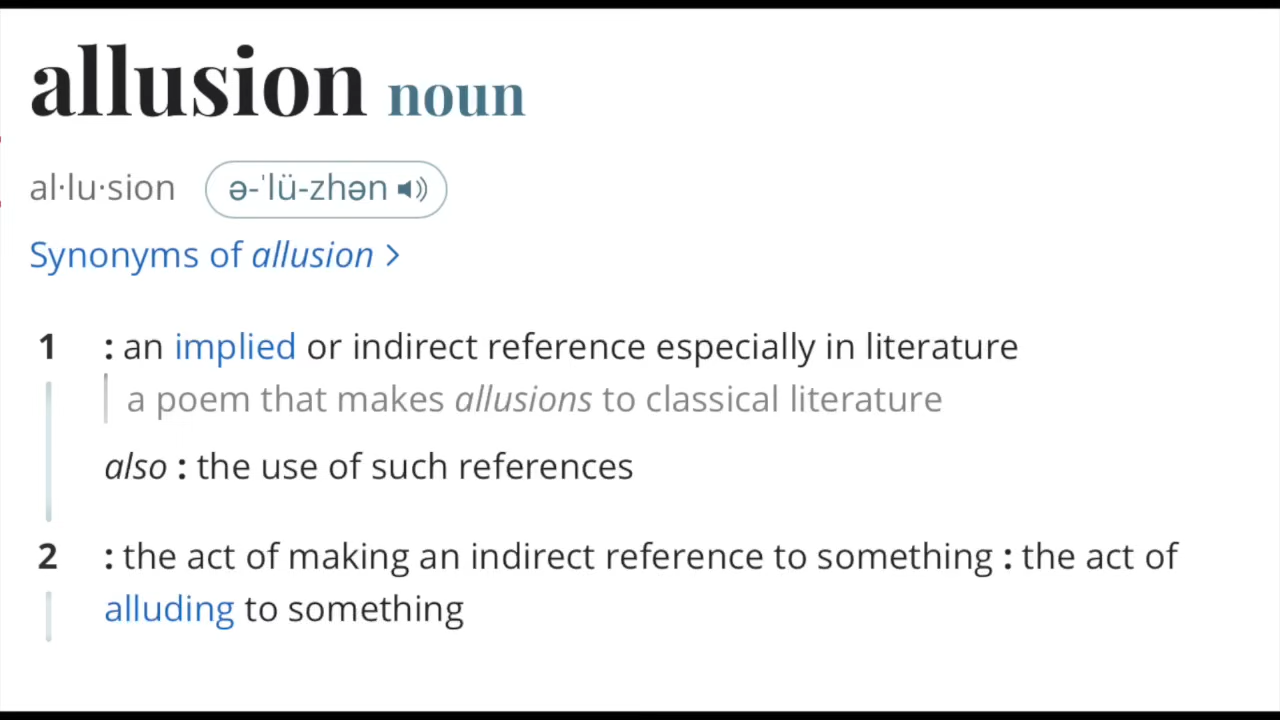 allusion noun
al·lu·sion ə-ˈlü-zhən
Synonyms of allusion >
1 : an implied or indirect reference especially in literature
a poem that makes allusions to classical literature
also : the use of such references
2 : the act of making an indirect reference to something : the act of
alluding to something